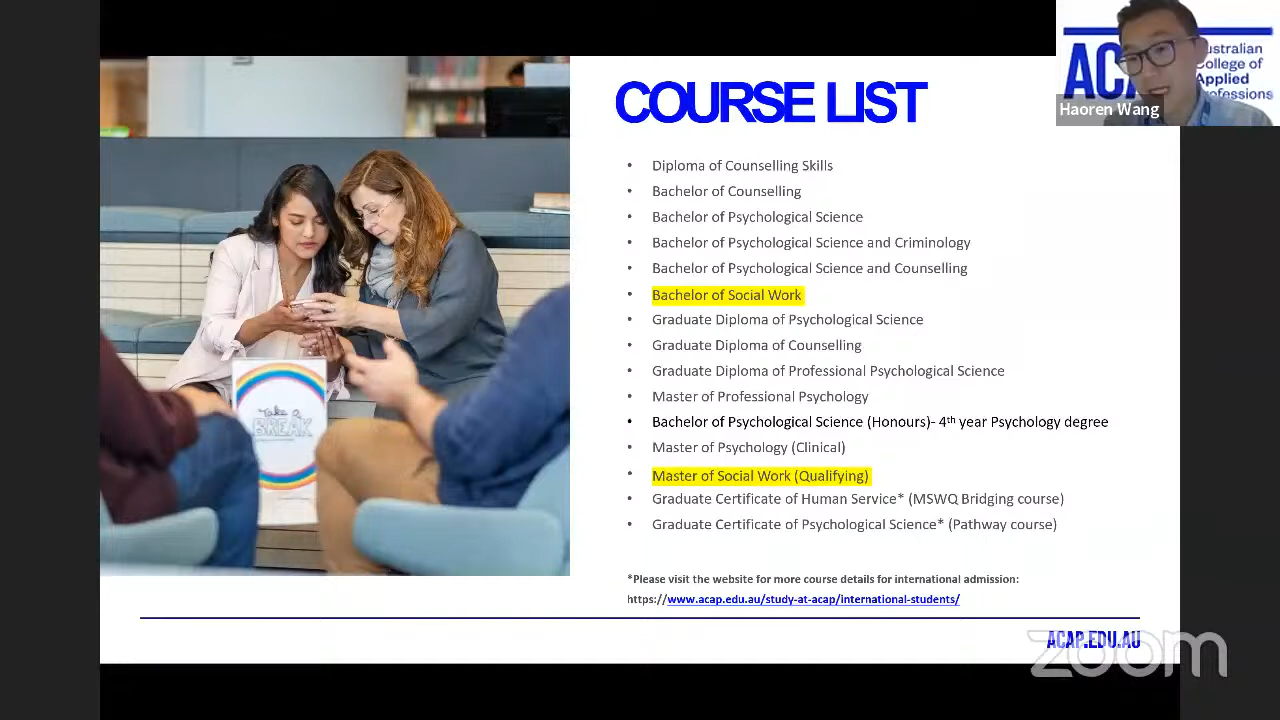 COURSE LIST
ACAP
Australian
College of
Applied
Professions
Haoren Wang
• Diploma of Counselling Skills
• Bachelor of Counselling
• Bachelor of Psychological Science
• Bachelor of Psychological Science and Criminology
• Bachelor of Psychological Science and Counselling
• Bachelor of Social Work
• Graduate Diploma of Psychological Science
• Graduate Diploma of Counselling
• Graduate Diploma of Professional Psychological Science
• Master of Professional Psychology
• Bachelor of Psychological Science (Honours)- 4th year Psychology degree
• Master of Psychology (Clinical)
• Master of Social Work (Qualifying)
• Graduate Certificate of Human Service* (MSWQ Bridging course)
• Graduate Certificate of Psychological Science* (Pathway course)
Take a
BREAK
*Please visit the website for more course details for international admission:
https://www.acap.edu.au/study-at-acap/international-students/
ACAP.EDU.AU
zoom